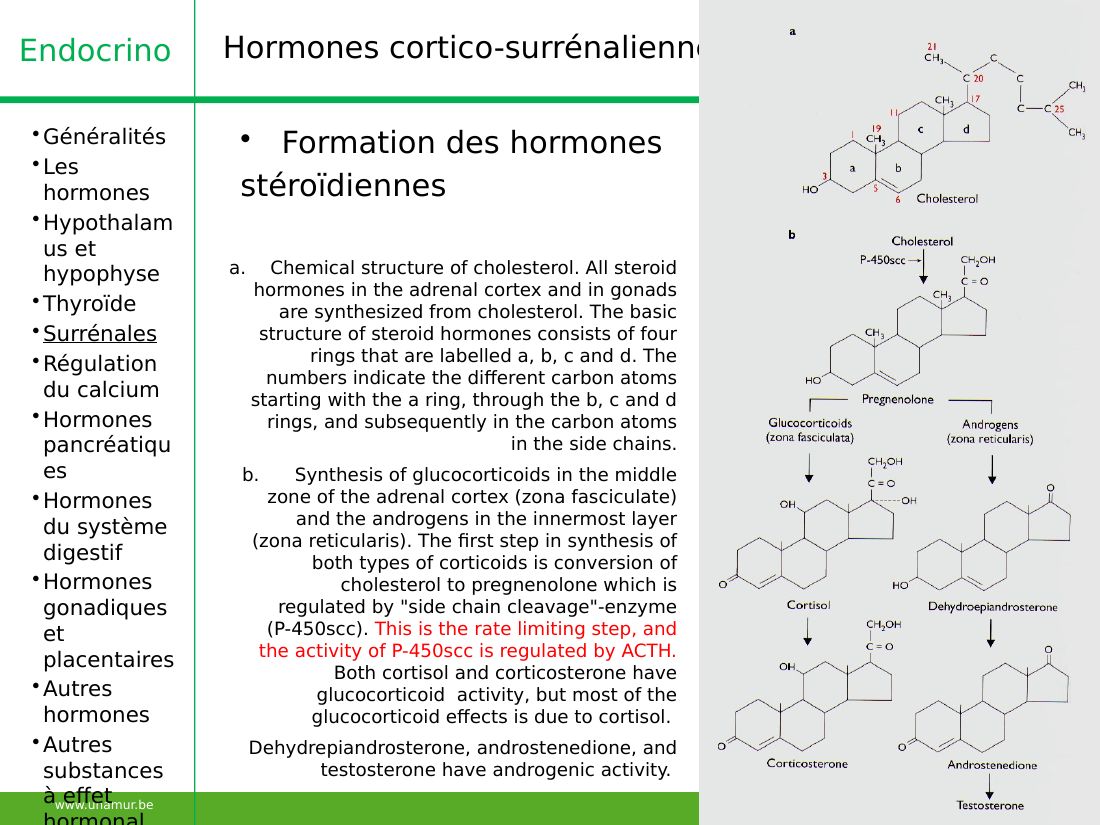 Endocrino
Hormones cortico-surrénalienn
•Généralités
•Les
hormones
•Hypothalam
us et
hypophyse
•Thyroïde
•Surrénales
•Régulation
du calcium
•Hormones
pancréatiqu
es
•Hormones
du système
digestif
•Hormones
gonadiques
et
placentaires
•Autres
hormones
•Autres
substances
à effet
hormonal
www.unamur.be
• Formation des hormones
stéroïdiennes
a. Chemical structure of cholesterol. All steroid
hormones in the adrenal cortex and in gonads
are synthesized from cholesterol. The basic
structure of steroid hormones consists of four
rings that are labelled a, b, c and d. The
numbers indicate the different carbon atoms
starting with the a ring, through the b, c and d
rings, and subsequently in the carbon atoms
in the side chains.
b. Synthesis of glucocorticoids in the middle
zone of the adrenal cortex (zona fasciculate)
and the androgens in the innermost layer
(zona reticularis). The first step in synthesis of
both types of corticoids is conversion of
cholesterol to pregnenolone which is
regulated by "side chain cleavage"-enzyme
(P-450scc). This is the rate limiting step, and
the activity of P-450scc is regulated by ACTH.
Both cortisol and corticosterone have
glucocorticoid activity, but most of the
glucocorticoid effects is due to cortisol.
Dehydrepiandrosterone, androstenedione, and
testosterone have androgenic activity.
a
21
CH3
C
C 20
C
CH3
CH3
17
C
C 25
11
1
19
CH3
c
d
CH3
a
b
3
HO
5
6
Cholesterol
b
Cholesterol
P-450scc→
CH2OH
C = O
CH3
CH3
HO
Pregnenolone
Glucocorticoids
(zona fasciculata)
Androgens
(zona reticularis)
CH2OH
C = O
OH
OH
O
O
HO
Cortisol
Dehydroepiandrosterone
CH2OH
C = O
OH
O
O
O
Corticosterone
Androstenedione
Testosterone